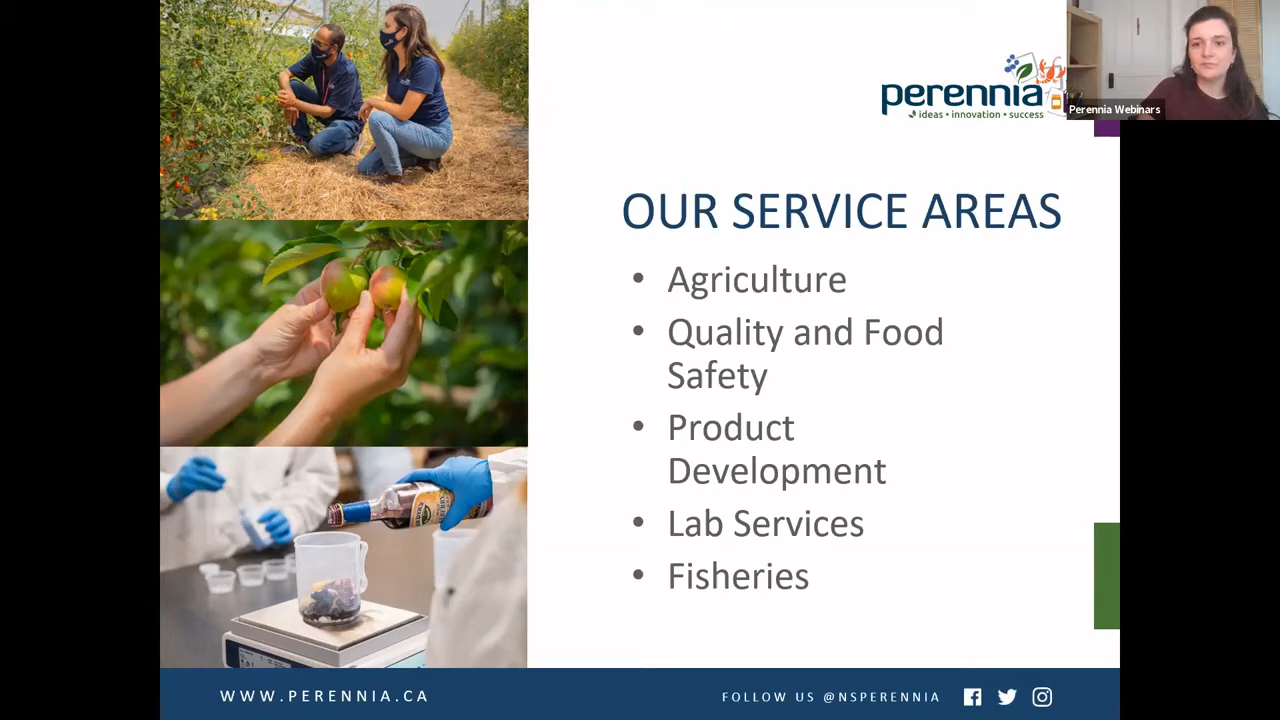 perennia
ideas • innovation • success
Perennia Webinars
OUR SERVICE AREAS
• Agriculture
• Quality and Food
Safety
• Product
Development
• Lab Services
• Fisheries
WWW.PERENNIA.CA
FOLLOW US @NSPERENNIA